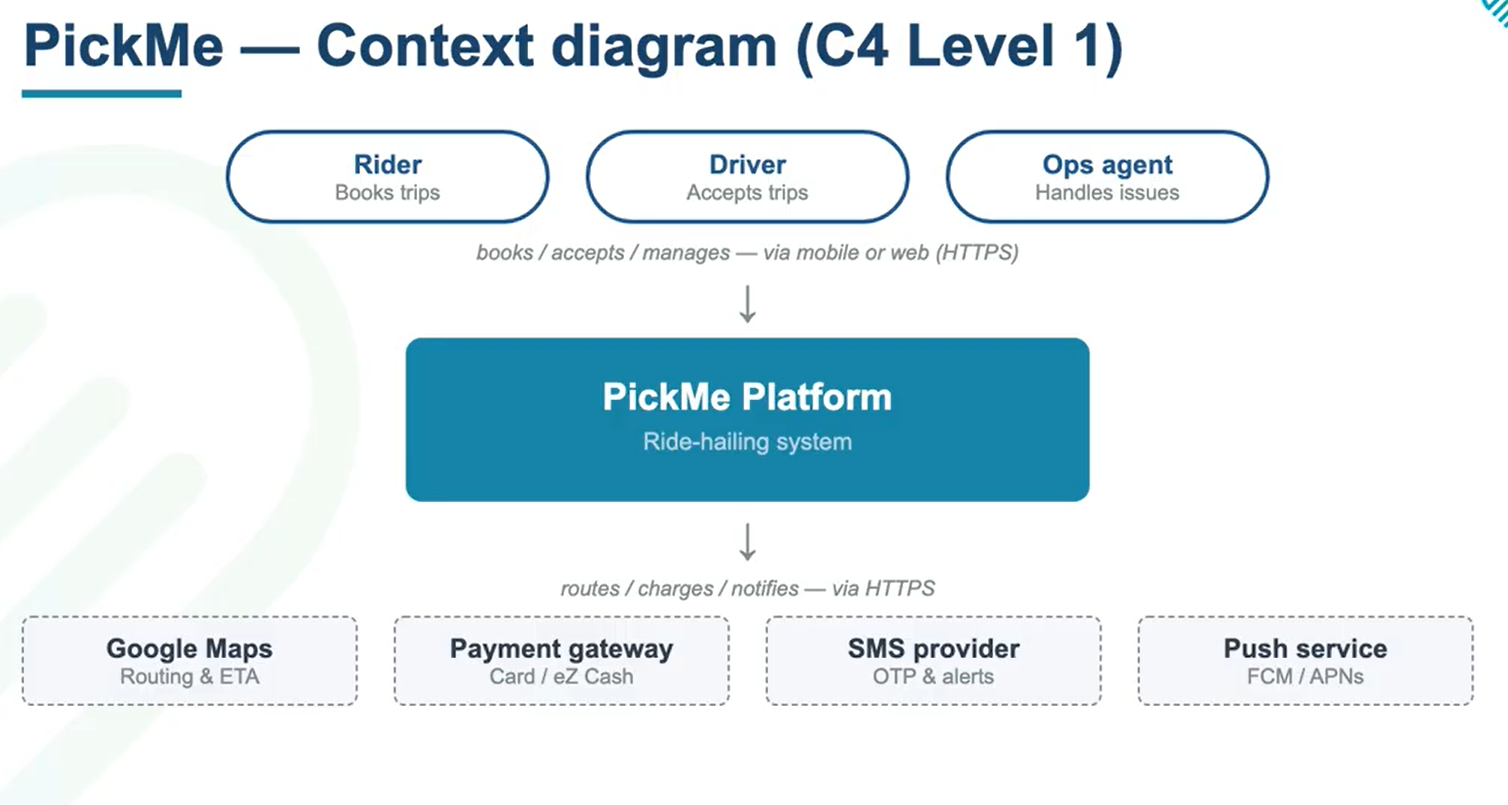 PickMe — Context diagram (C4 Level 1)
Rider
Books trips
Driver
Accepts trips
Ops agent
Handles issues
books / accepts / manages — via mobile or web (HTTPS)
PickMe Platform
Ride-hailing system
routes / charges / notifies — via HTTPS
Google Maps
Routing & ETA
Payment gateway
Card / eZ Cash
SMS provider
OTP & alerts
Push service
FCM / APNs